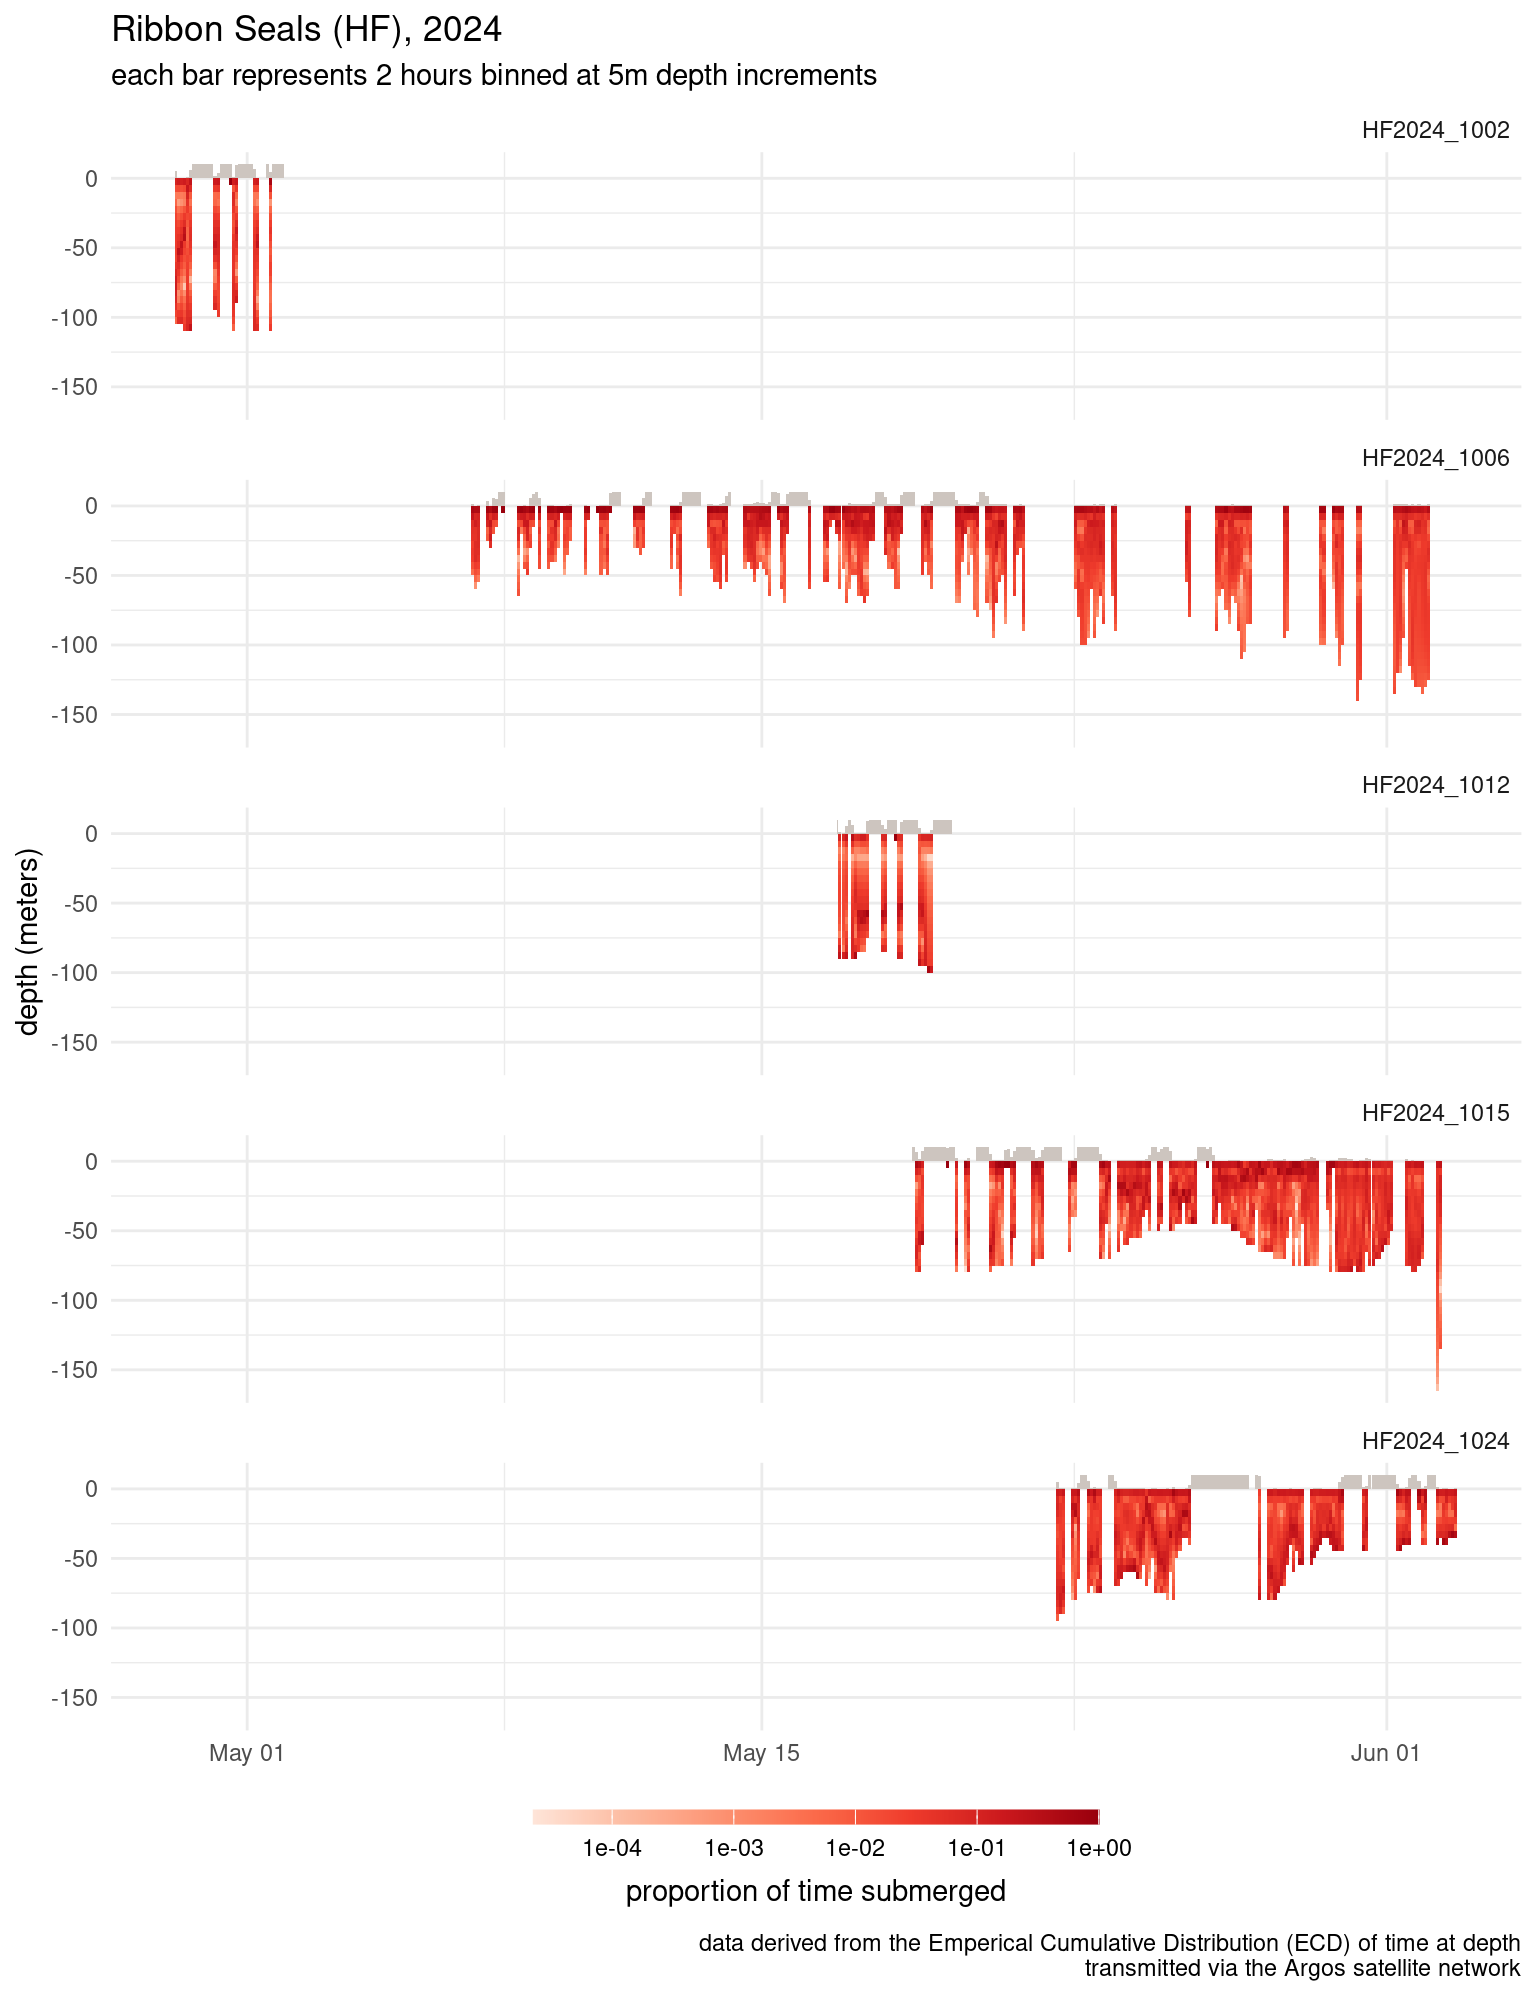 Ribbon Seals (HF), 2024
each bar represents 2 hours binned at 5m depth increments
HF2024_1002
0
-50
-100
-150
HF2024_1006
0
-50
-100
-150
HF2024_1012
0
-50
-100
-150
depth (meters)
HF2024_1015
0
-50
-100
-150
HF2024_1024
0
-50
-100
-150
May 01 May 15 Jun 01
1e-04 1e-03 1e-02 1e-01 1e+00
proportion of time submerged
data derived from the Emperical Cumulative Distribution (ECD) of time at depth
transmitted via the Argos satellite network